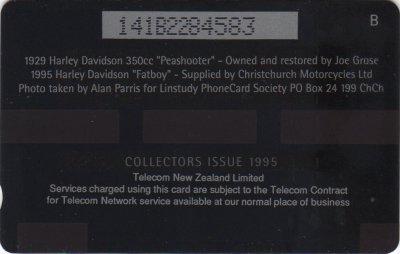 141B2284583 B
1929 Harley Davidson 350cc "Peashooter" - Owned and restored by Joe Grose
1995 Harley Davidson "Fatboy" - Supplied by Christchurch Motorcycles Ltd
Photo taken by Alan Parris for Linstudy PhoneCard Society PO Box 24 199 ChCh
COLLECTORS ISSUE 1995
Telecom New Zealand Limited
Services charged using this card are subject to the Telecom Contract
for Telecom Network service available at our normal place of business